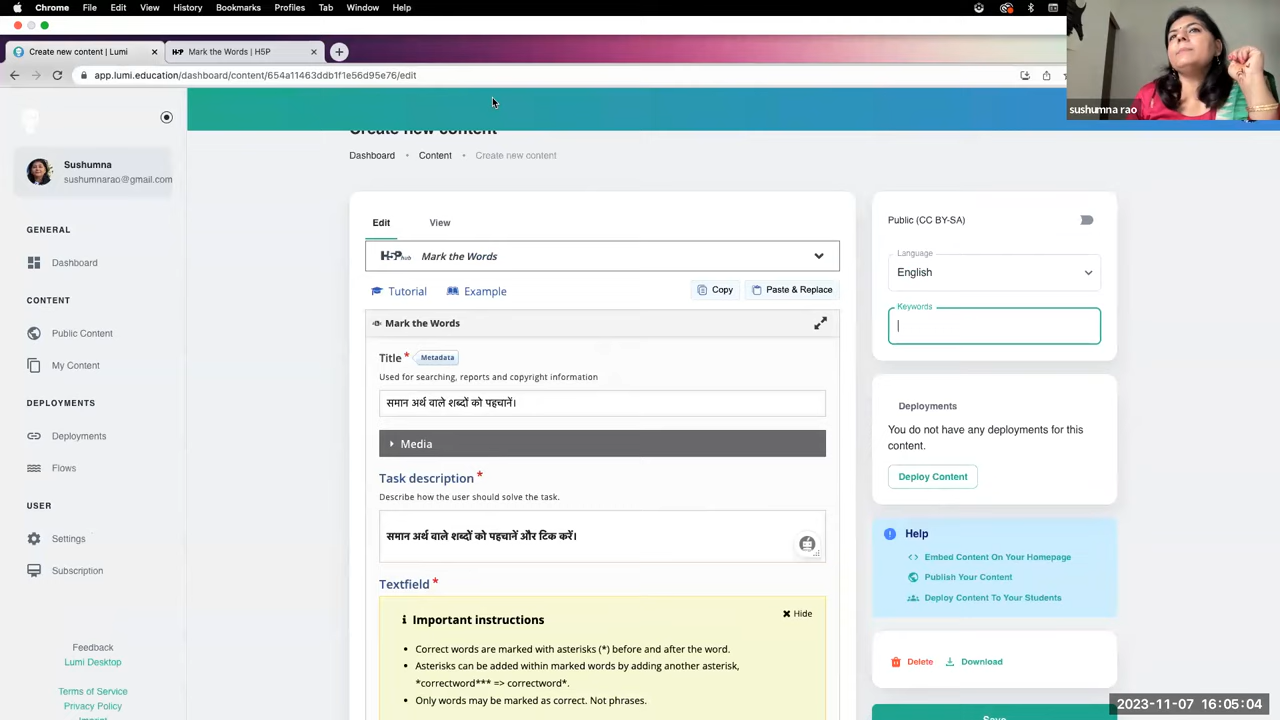 Chrome File Edit View History Bookmarks Profiles Tab Window Help
Create new content | Lumi
Mark the Words | H5P
app.lumi.education/dashboard/content/654a11463ddb1f1e56d95e76/edit
sushumna rao
Create new content
Dashboard • Content • Create new content
Sushumna
sushumnarao@gmail.com
GENERAL
Dashboard
CONTENT
Public Content
My Content
DEPLOYMENTS
Deployments
Flows
USER
Settings
Subscription
Feedback
Lumi Desktop
Terms of Service
Privacy Policy
Edit View
H5P hub Mark the Words
Tutorial Example Copy Paste & Replace
Mark the Words
Title * Metadata
Used for searching, reports and copyright information
समान अर्थ वाले शब्दों को पहचानें।
Media
Task description *
Describe how the user should solve the task.
समान अर्थ वाले शब्दों को पहचानें और टिक करें।
Textfield *
Important instructions
Hide
• Correct words are marked with asterisks (*) before and after the word.
• Asterisks can be added within marked words by adding another asterisk,
*correctword*** => correctword*.
• Only words may be marked as correct. Not phrases.
Public (CC BY-SA)
Language
English
Keywords
Deployments
You do not have any deployments for this
content.
Deploy Content
Help
Embed Content On Your Homepage
Publish Your Content
Deploy Content To Your Students
Delete Download
Save
2023-11-07 16:05:04